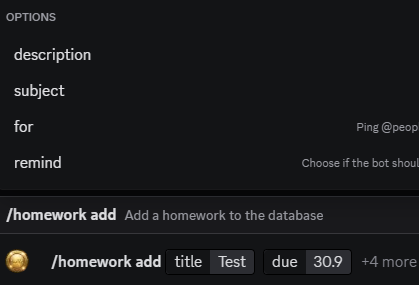 OPTIONS
description
subject
for Ping @peop
remind Choose if the bot shoul
/homework add Add a homework to the database
/homework add title Test due 30.9 +4 more